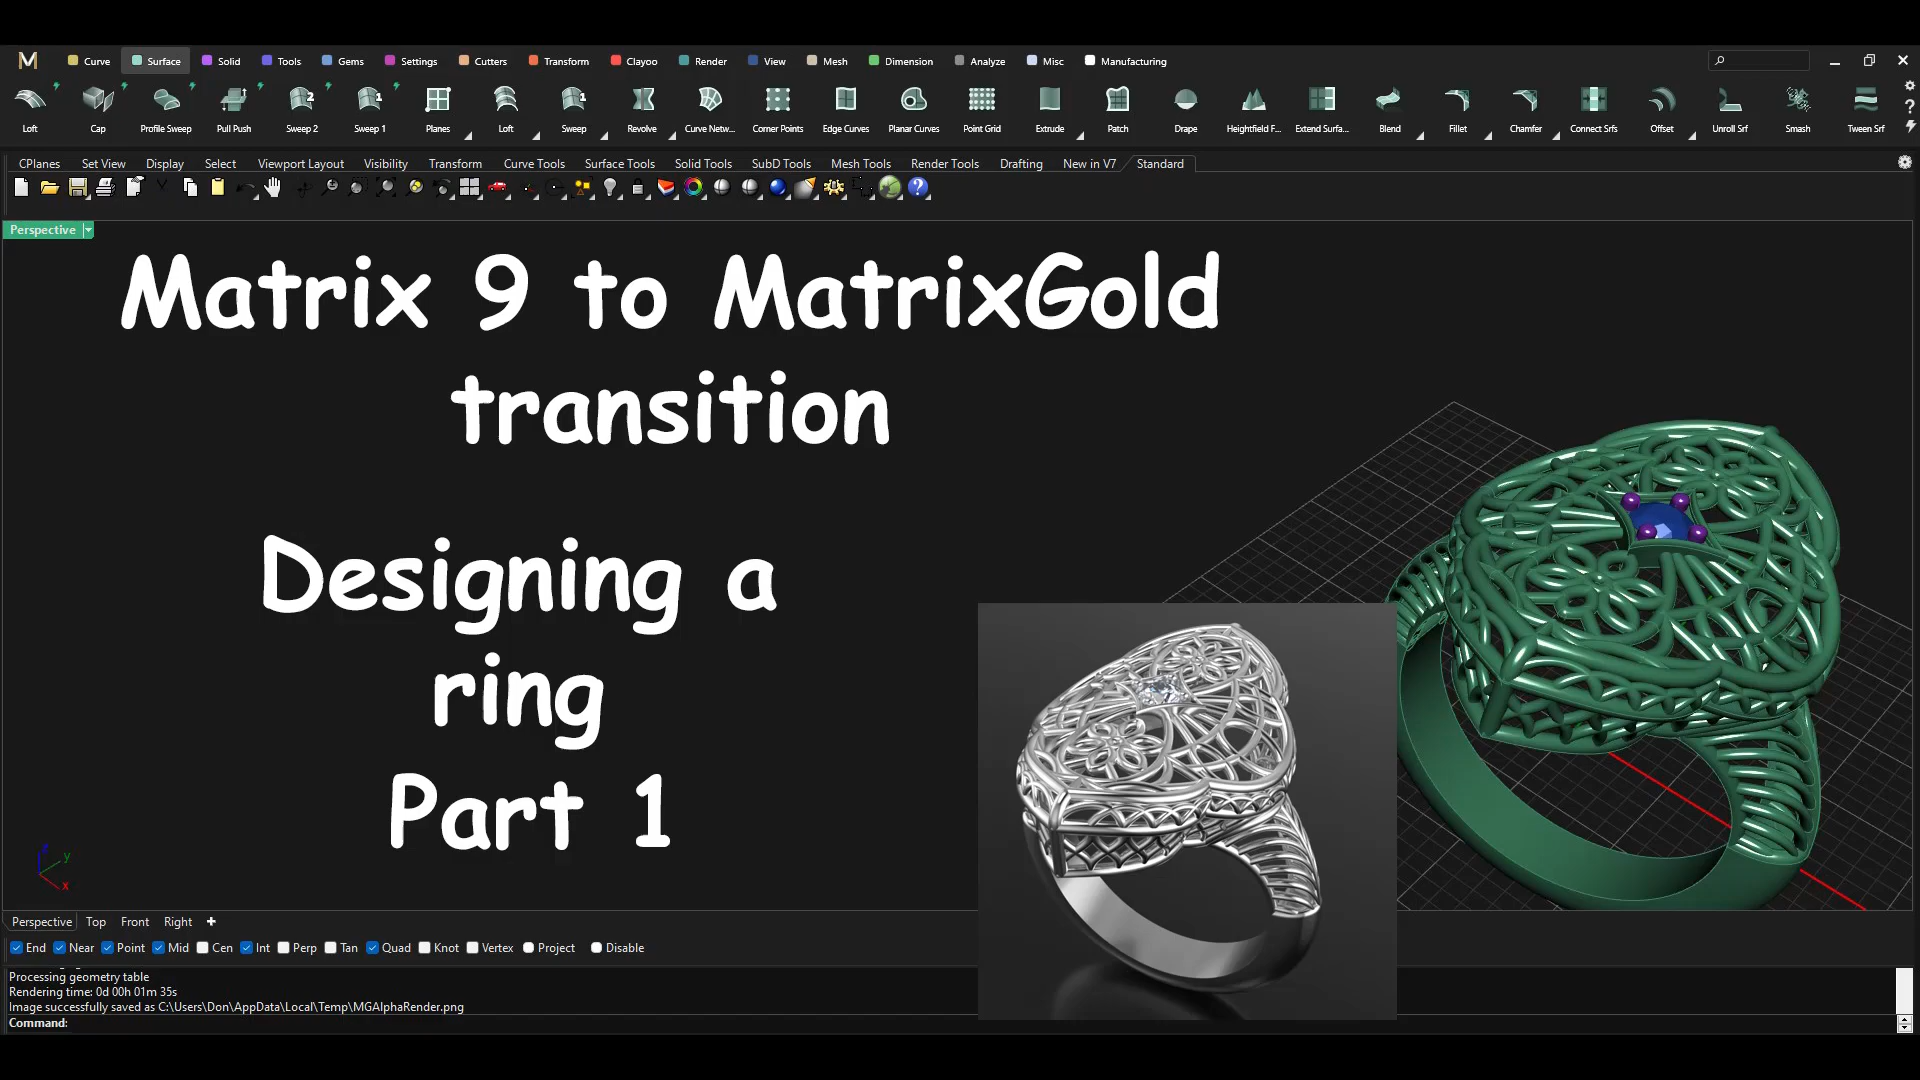 M Curve Surface Solid Tools Gems Settings Cutters Transform Clayoo Render View Mesh Dimension Analyze Misc Manufacturing
Loft Cap Profile Sweep Pull Push Sweep 2 Sweep 1 Planes Loft Sweep Revolve Curve Netw... Corner Points Edge Curves Planar Curves Point Grid Extrude Patch Drape Heightfield F... Extend Surfa... Blend Fillet Chamfer Connect Srfs Offset Unroll Srf Smash Tween Srf
CPlanes Set View Display Select Viewport Layout Visibility Transform Curve Tools Surface Tools Solid Tools SubD Tools Mesh Tools Render Tools Drafting New in V7 Standard
Perspective
Matrix 9 to MatrixGold
transition
Designing a
ring
Part 1
z y x
Perspective Top Front Right
End Near Point Mid Cen Int Perp Tan Quad Knot Vertex Project Disable
Processing geometry table
Rendering time: 0d 00h 01m 35s
Image successfully saved as C:\Users\Don\AppData\Local\Temp\MGAlphaRender.png
Command: